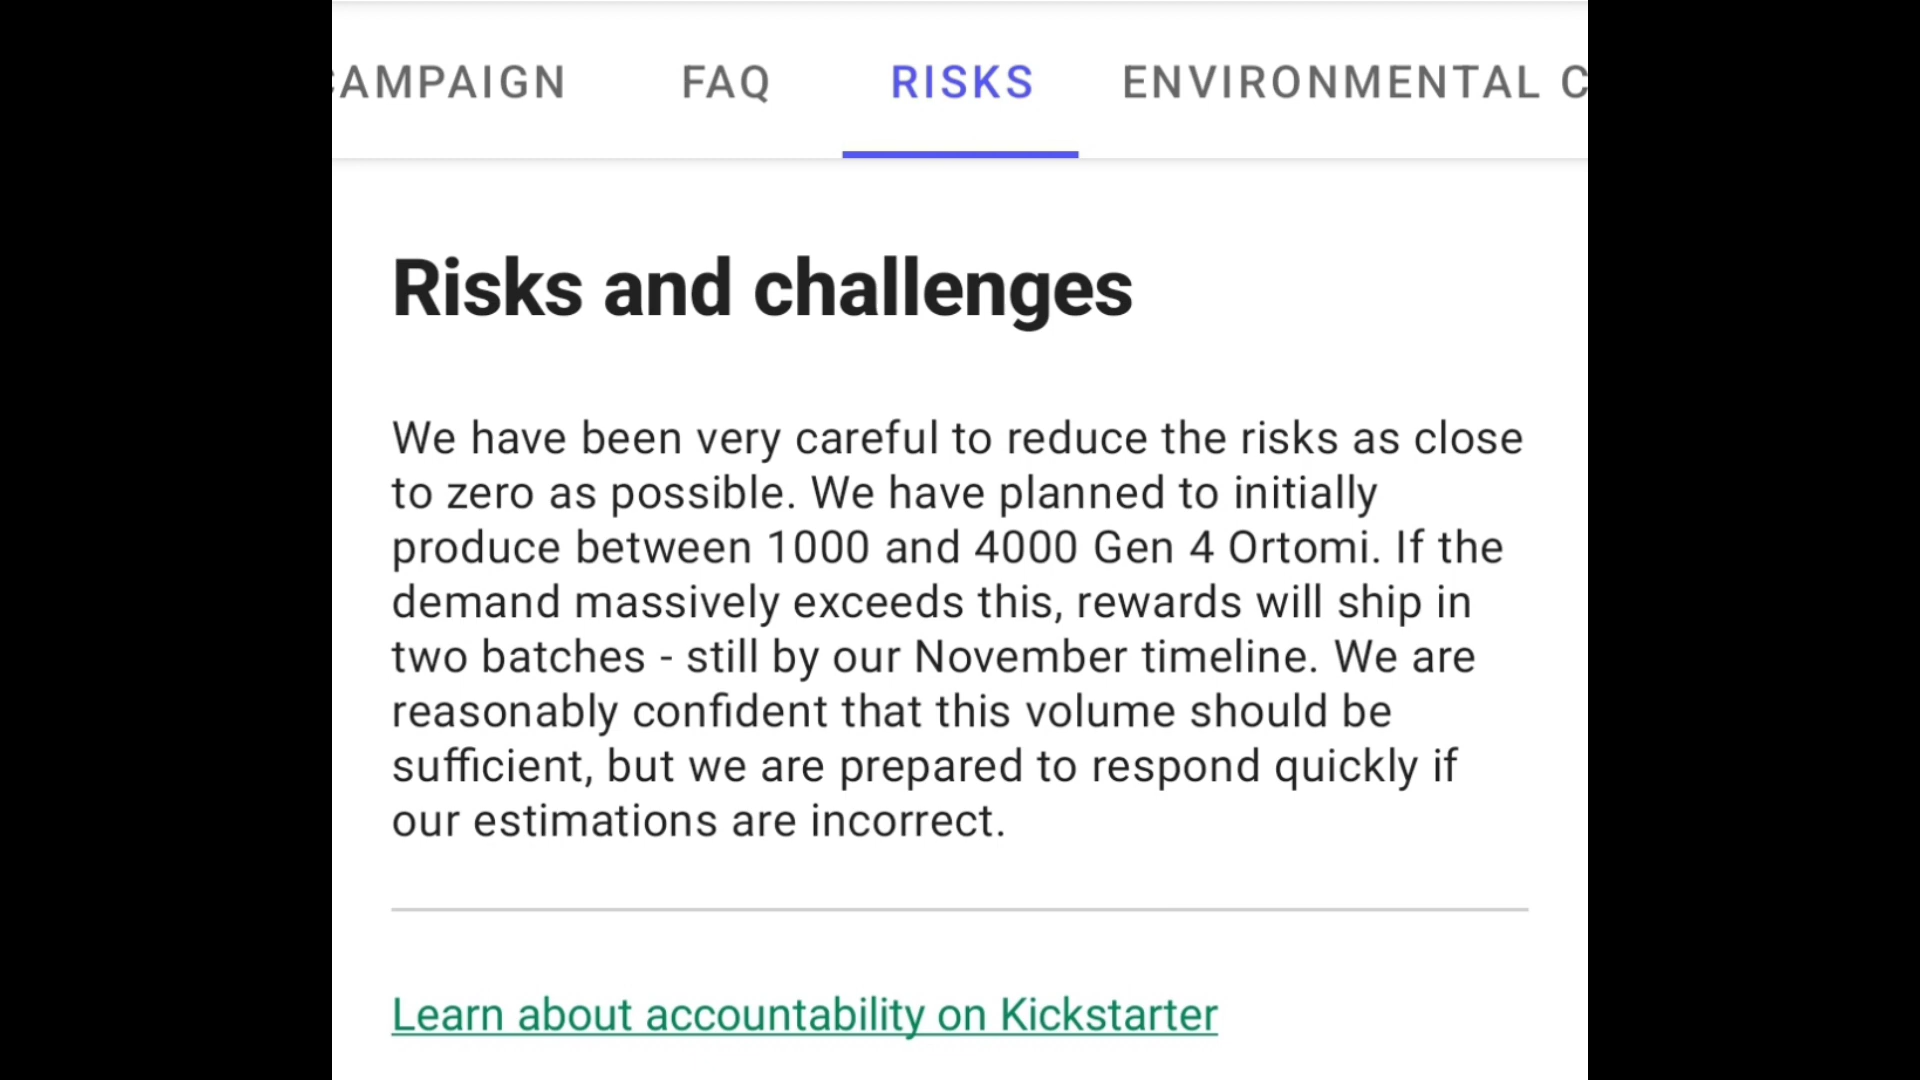 AMPAIGN FAQ RISKS ENVIRONMENTAL C
Risks and challenges
We have been very careful to reduce the risks as close
to zero as possible. We have planned to initially
produce between 1000 and 4000 Gen 4 Ortomi. If the
demand massively exceeds this, rewards will ship in
two batches - still by our November timeline. We are
reasonably confident that this volume should be
sufficient, but we are prepared to respond quickly if
our estimations are incorrect.
Learn about accountability on Kickstarter